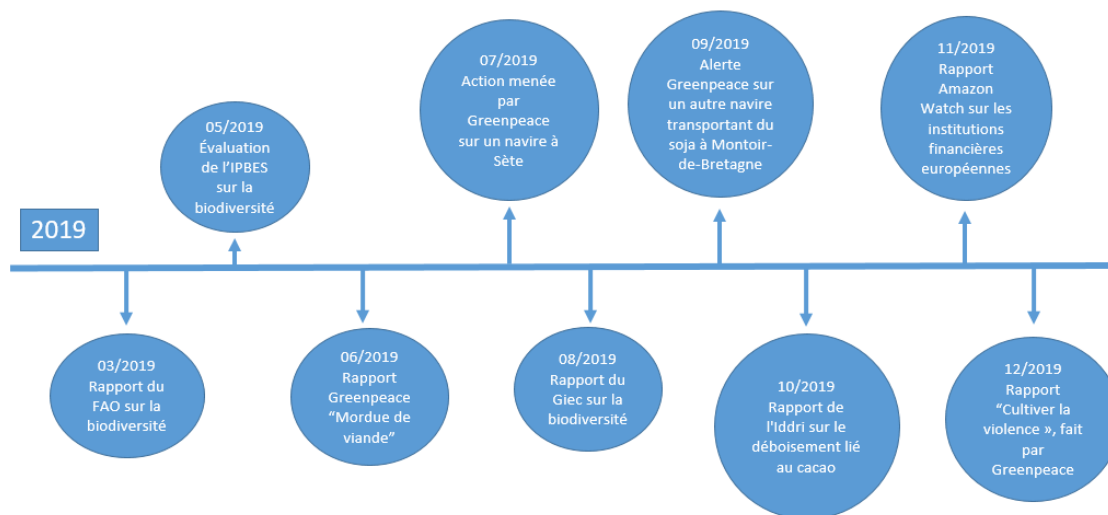 2019
03/2019
Rapport du
FAO sur la
biodiversité
05/2019
Évaluation
de l’IPBES
sur la
biodiversité
06/2019
Rapport
Greenpeace
“Mordue de
viande”
07/2019
Action menée
par
Greenpeace
sur un navire à
Sète
08/2019
Rapport du
Giec sur la
biodiversité
09/2019
Alerte
Greenpeace sur
un autre navire
transportant du
soja à Montoir-
de-Bretagne
10/2019
Rapport de
l'Iddri sur le
déboisement lié
au cacao
11/2019
Rapport
Amazon
Watch sur les
institutions
financières
européennes
12/2019
Rapport
“Cultiver la
violence », fait
par
Greenpeace